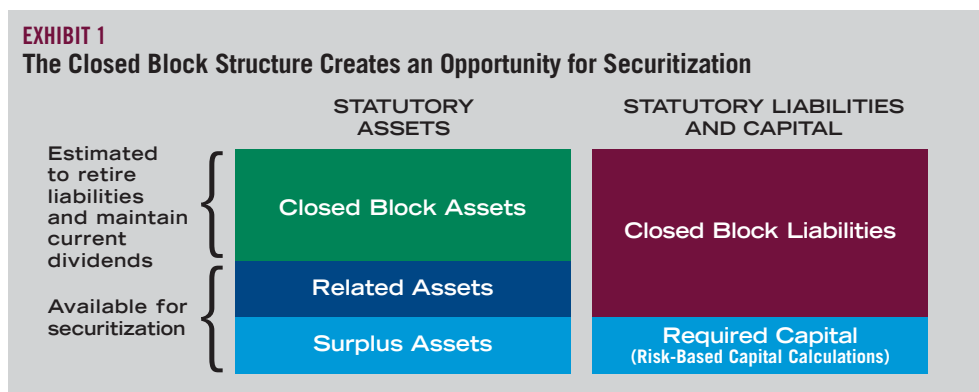 EXHIBIT 1
The Closed Block Structure Creates an Opportunity for Securitization
STATUTORY
ASSETS
STATUTORY LIABILITIES
AND CAPITAL
Estimated
to retire
liabilities
and maintain
current
dividends
Closed Block Assets
Closed Block Liabilities
Available for
securitization
Related Assets
Surplus Assets
Required Capital
(Risk-Based Capital Calculations)